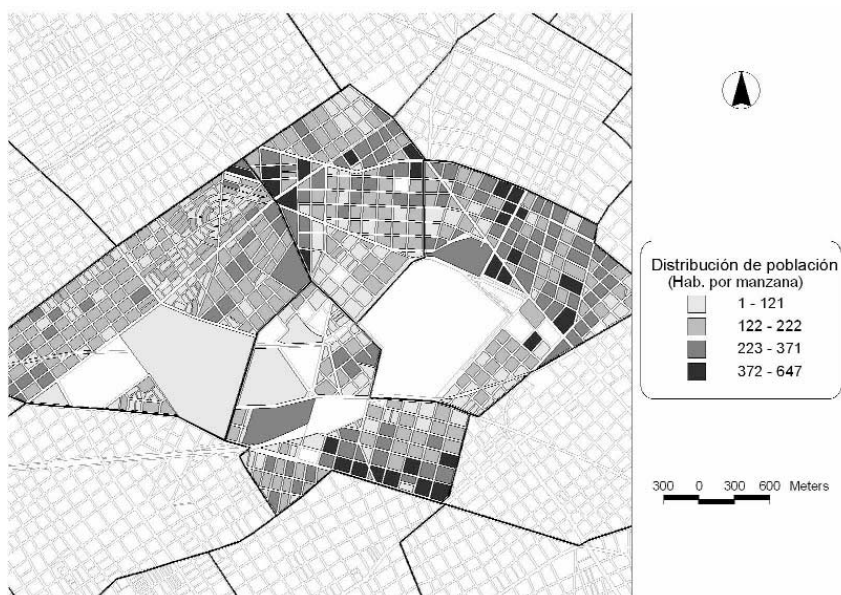 Distribución de población
(Hab. por manzana)
1 - 121
122 - 222
223 - 371
372 - 647
300 0 300 600 Meters